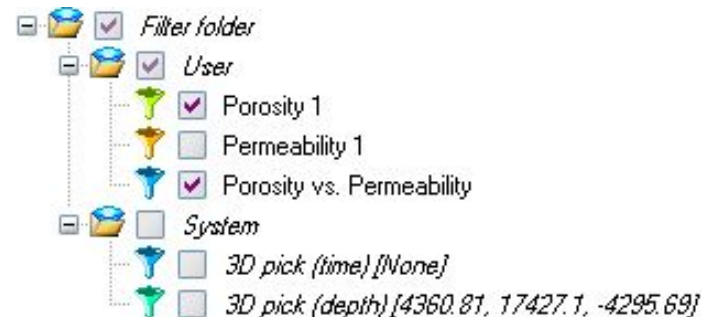 Filter folder
User
Porosity 1
Permeability 1
Porosity vs. Permeability
System
3D pick (time) [None]
3D pick (depth) [4360.81, 17427.1, -4295.69]